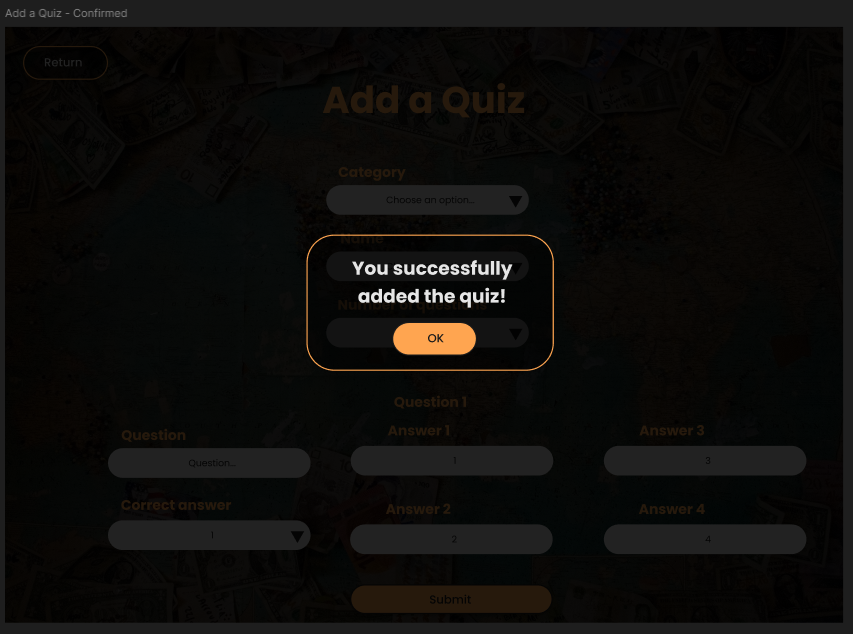 Add a Quiz - Confirmed
Return
Add a Quiz
Category
Choose an option...
Name
You successfully
added the quiz!
Number of questions
OK
Question 1
Question
Answer 1
Answer 3
Question...
1
3
Correct answer
Answer 2
Answer 4
1
2
4
Submit